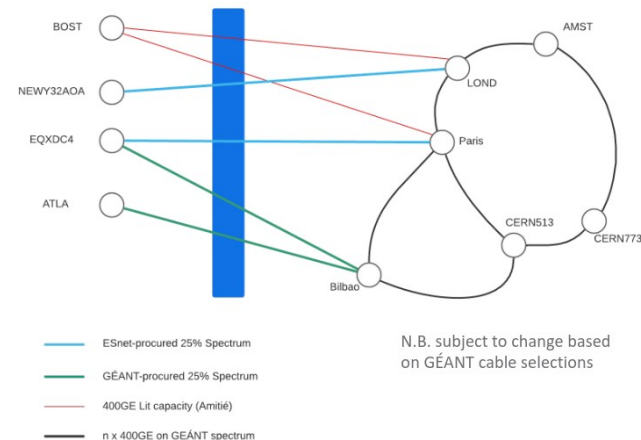 BOST
AMST
NEWY32AOA
LOND
EQXDC4
Paris
ATLA
CERN513
CERN773
Bilbao
ESnet-procured 25% Spectrum
GÉANT-procured 25% Spectrum
400GE Lit capacity (Amitié)
n x 400GE on GEÁNT spectrum
N.B. subject to change based
on GÉANT cable selections